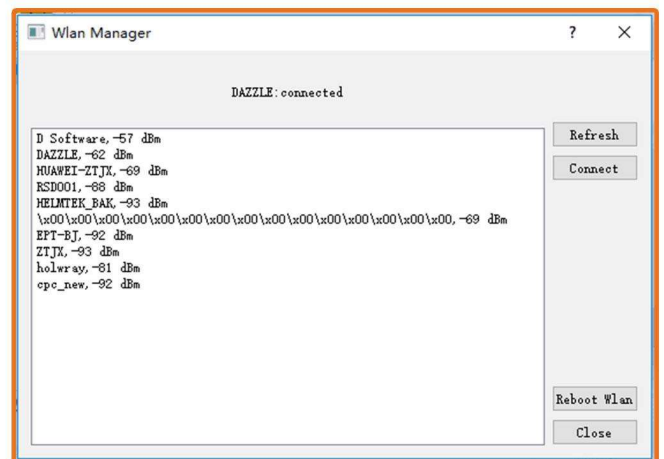 Wlan Manager
?
DAZZLE:connected
D Software,-57 dBm
DAZZLE,-62 dBm
HUAWEI-ZTJX,-69 dBm
RSD001,-88 dBm
HELMTEK_BAK,-93 dBm
\x00\x00\x00\x00\x00\x00\x00\x00\x00\x00\x00\x00\x00\x00\x00,-69 dBm
EPT-BJ,-92 dBm
ZTJX,-93 dBm
holwray,-81 dBm
cpc_new,-92 dBm
Refresh
Connect
Reboot Wlan
Close